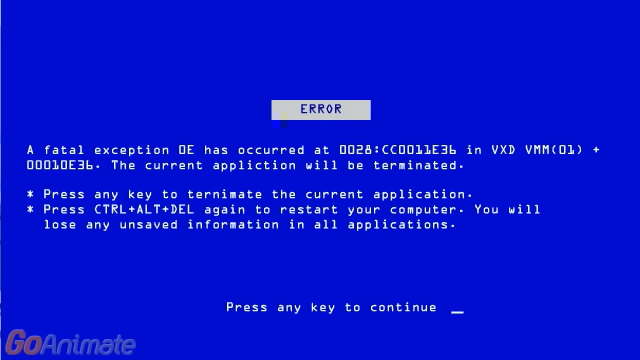 ERROR
A fatal exception 0E has occurred at 0028:CC0011E36 in VXD VMM(01) +
00010E36. The current appliction will be terminated.
* Press any key to ternimate the current application.
* Press CTRL+ALT+DEL again to restart your computer. You will
lose any unsaved information in all applications.
Press any key to continue _
GoAnimate